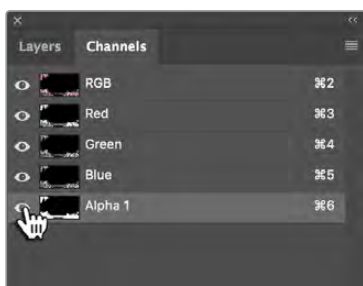 Layers Channels
RGB ⌘2
Red ⌘3
Green ⌘4
Blue ⌘5
Alpha 1 ⌘6